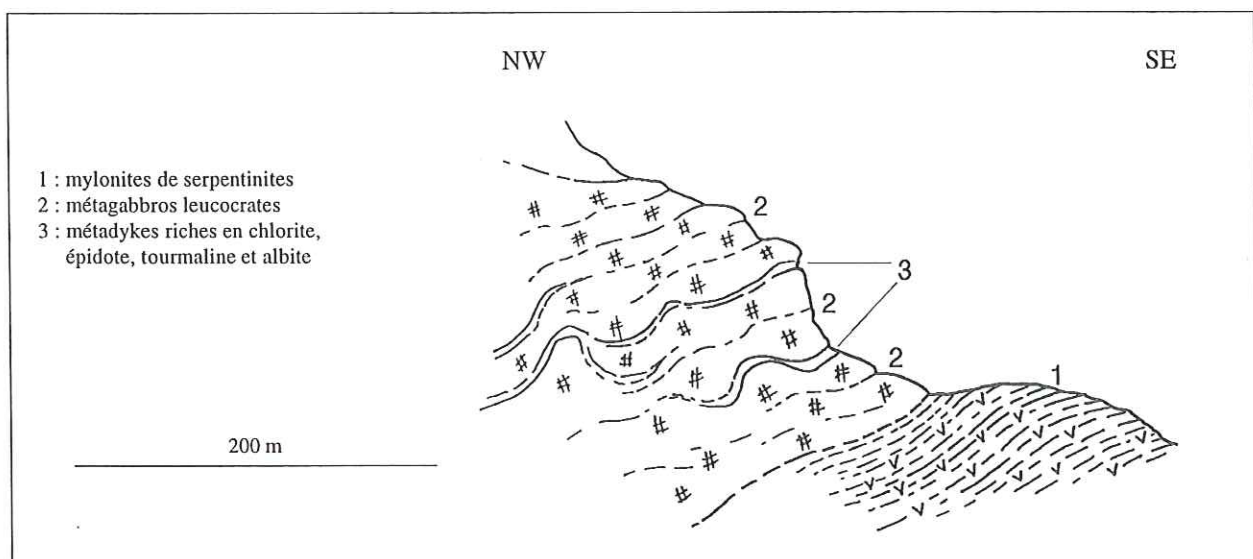 NW SE
1 : mylonites de serpentinites
2 : métagabbros leucocrates
3 : métadykes riches en chlorite,
épidote, tourmaline et albite
2
3
2
2
1
200 m